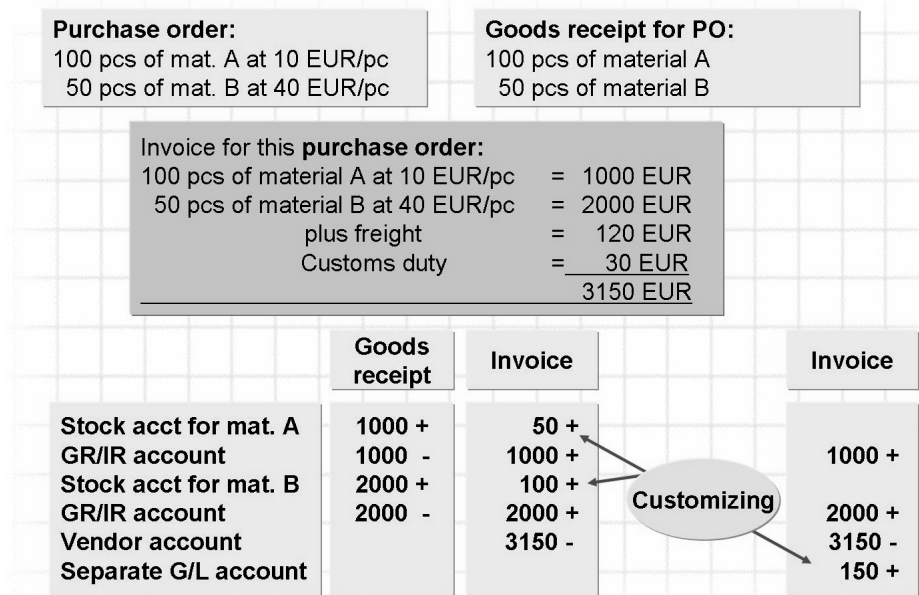 Purchase order:
100 pcs of mat. A at 10 EUR/pc
50 pcs of mat. B at 40 EUR/pc
Goods receipt for PO:
100 pcs of material A
50 pcs of material B
Invoice for this purchase order:
100 pcs of material A at 10 EUR/pc = 1000 EUR
50 pcs of material B at 40 EUR/pc = 2000 EUR
plus freight = 120 EUR
Customs duty = 30 EUR
3150 EUR
Goods
receipt
Invoice
Invoice
Stock acct for mat. A 1000 + 50 +
GR/IR account 1000 - 1000 + 1000 +
Stock acct for mat. B 2000 + 100 +
Customizing
GR/IR account 2000 - 2000 + 2000 +
Vendor account 3150 - 3150 -
Separate G/L account 150 +